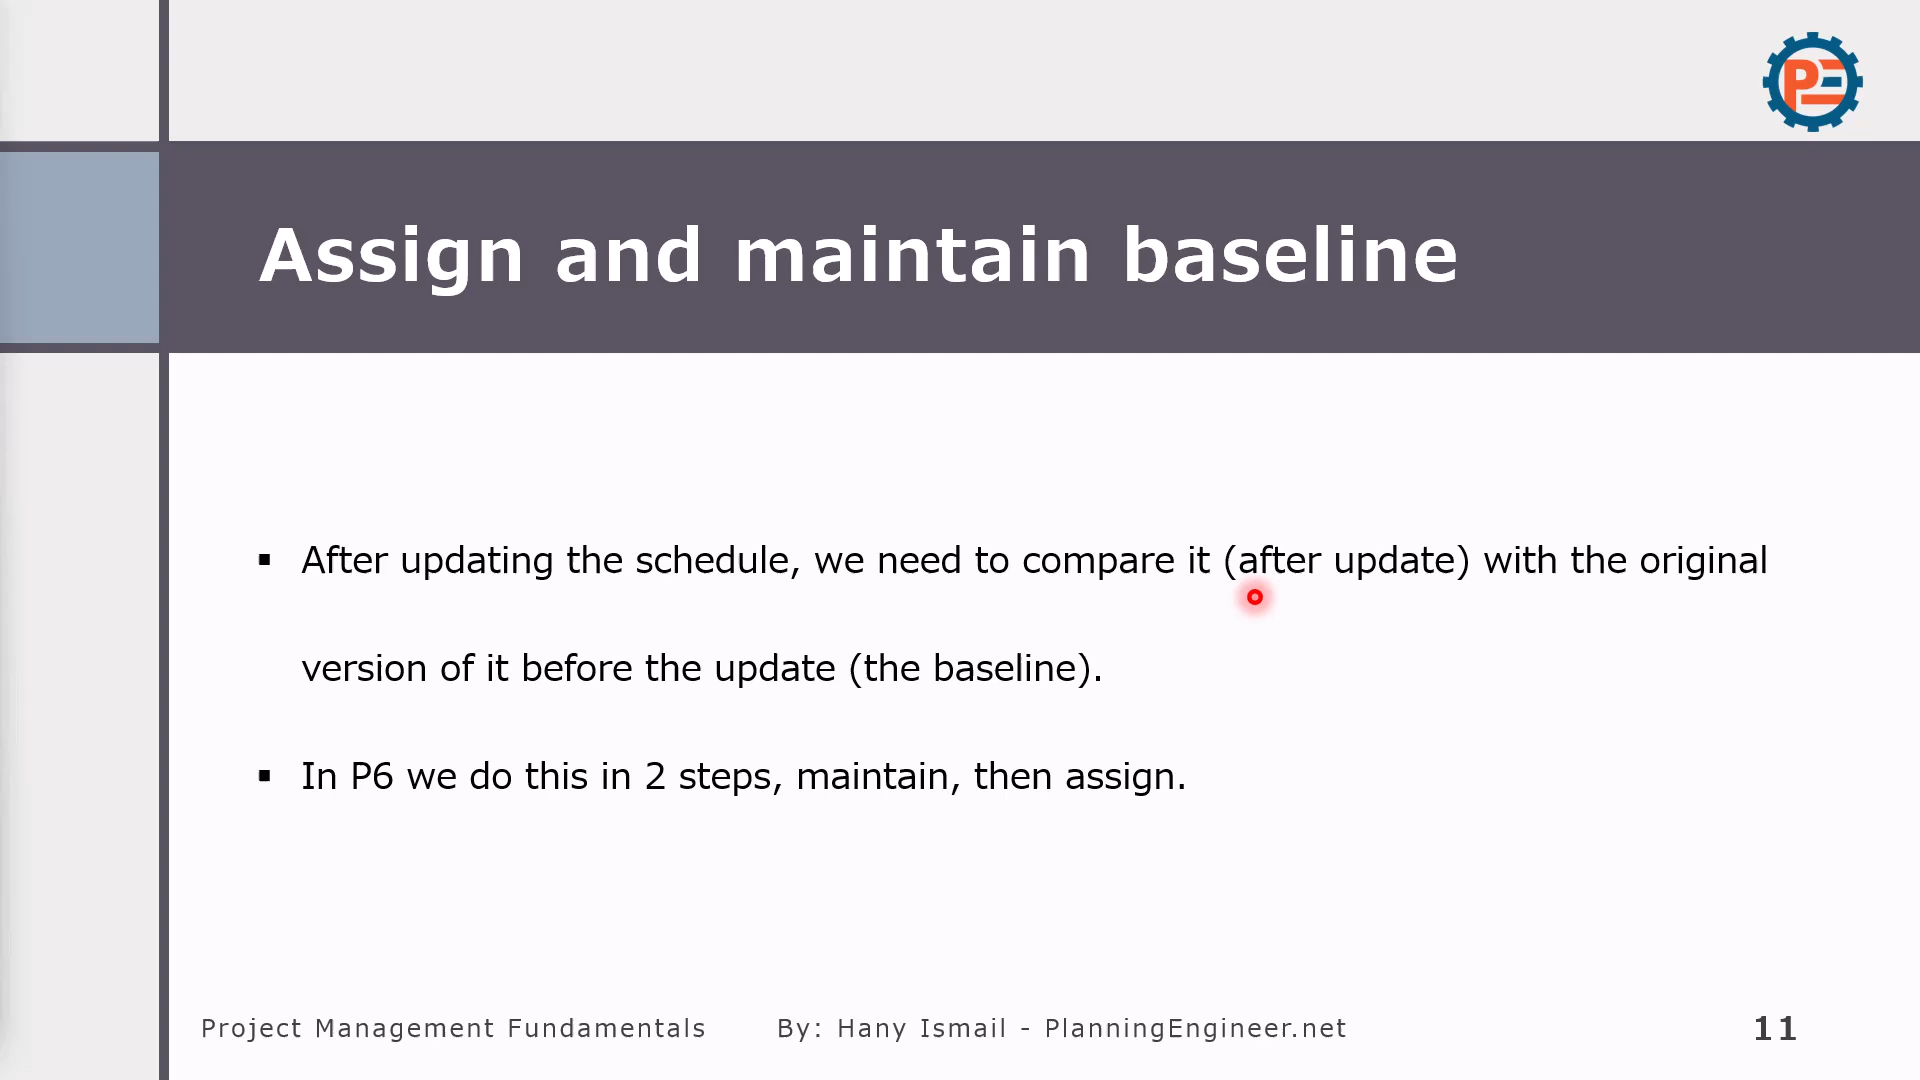 PE
Assign and maintain baseline
▪ After updating the schedule, we need to compare it (after update) with the original
version of it before the update (the baseline).
▪ In P6 we do this in 2 steps, maintain, then assign.
Project Management Fundamentals By: Hany Ismail - PlanningEngineer.net 11